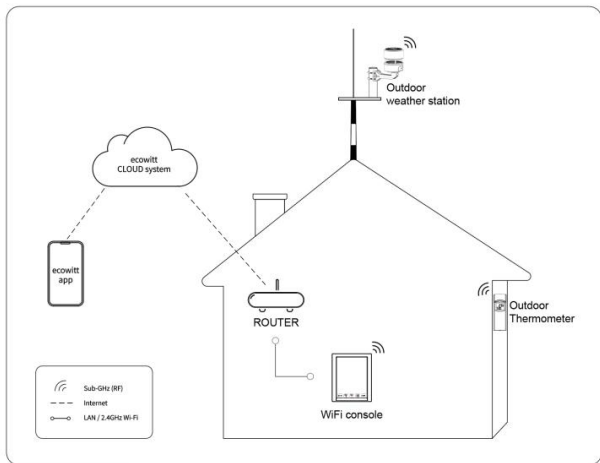 Outdoor
weather station
ecowitt
CLOUD system
ecowitt
app
ROUTER
Outdoor
Thermometer
WiFi console
Sub-GHz (RF)
Internet
LAN / 2.4GHz Wi-Fi